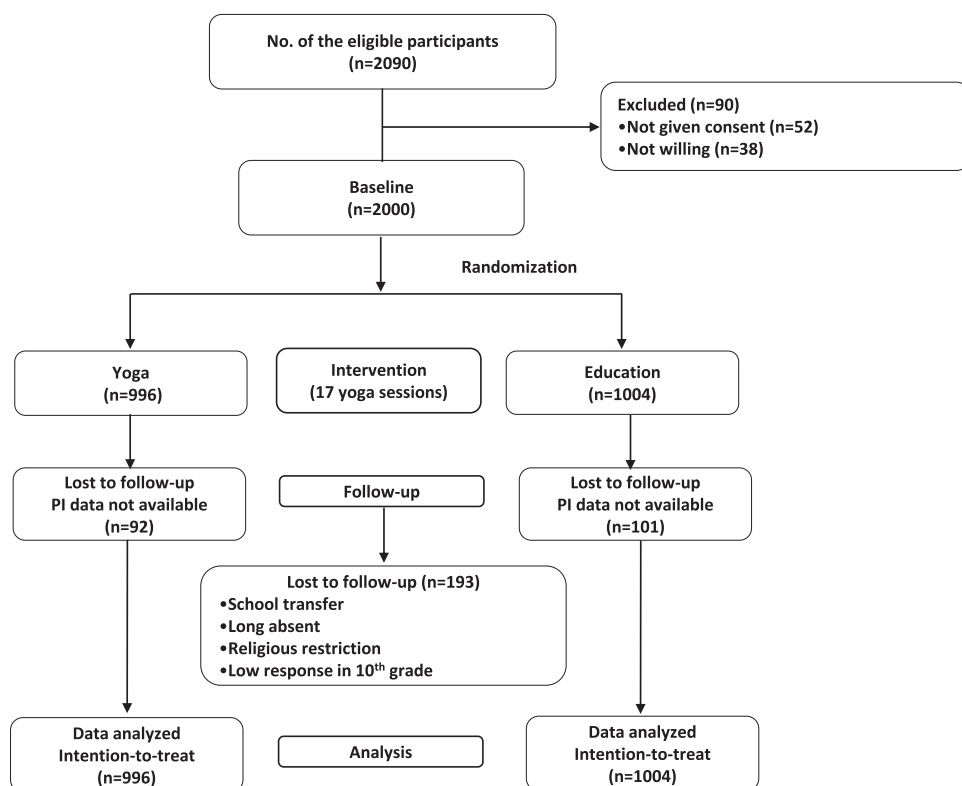 No. of the eligible participants
(n=2090)
Excluded (n=90)
•Not given consent (n=52)
•Not willing (n=38)
Baseline
(n=2000)
Randomization
Yoga
(n=996)
Intervention
(17 yoga sessions)
Education
(n=1004)
Lost to follow-up
PI data not available
(n=92)
Follow-up
Lost to follow-up
PI data not available
(n=101)
Lost to follow-up (n=193)
•School transfer
•Long absent
•Religious restriction
•Low response in 10th grade
Data analyzed
Intention-to-treat
(n=996)
Analysis
Data analyzed
Intention-to-treat
(n=1004)